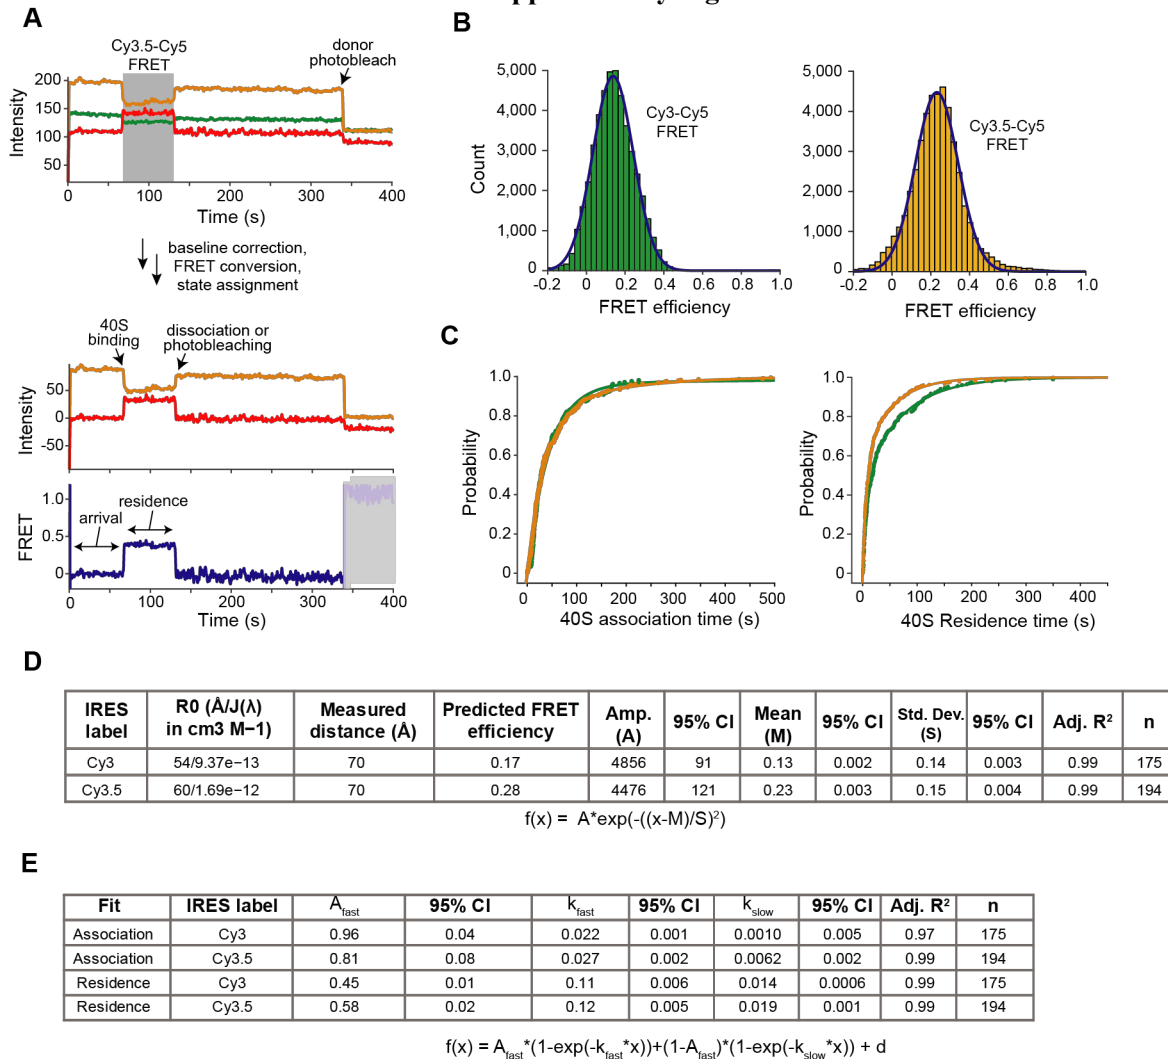 A
Cy3.5-Cy5
FRET
donor
photobleach
200
150
100
50
Intensity
0 100 200 300 400
Time (s)
baseline correction,
FRET conversion,
state assignment
40S
binding
dissociation or
photobleaching
50
0
-50
Intensity
1.0
0.5
0
FRET
arrival
residence
0 100 200 300 400
Time (s)
B
5,000
4,000
3,000
2,000
1,000
0
Count
Cy3-Cy5
FRET
-0.2 0 0.2 0.4 0.6 0.8 1.0
FRET efficiency
5,000
4,000
3,000
2,000
1,000
0
Cy3.5-Cy5
FRET
-0.2 0 0.2 0.4 0.6 0.8 1.0
FRET efficiency
C
1.0
0.8
0.6
0.4
0.2
0
Probability
0 100 200 300 400 500
40S association time (s)
1.0
0.8
0.6
0.4
0.2
0
Probability
0 100 200 300 400
40S Residence time (s)
D
IRES label R0 (Å/J(λ) in cm3 M−1) Measured distance (Å) Predicted FRET efficiency Amp. (A) 95% CI Mean (M) 95% CI Std. Dev. (S) 95% CI Adj. R² n
Cy3 54/9.37e−13 70 0.17 4856 91 0.13 0.002 0.14 0.003 0.99 175
Cy3.5 60/1.69e−12 70 0.28 4476 121 0.23 0.003 0.15 0.004 0.99 194
f(x) = A*exp(-((x-M)/S)²)
E
Fit IRES label A_fast 95% CI k_fast 95% CI k_slow 95% CI Adj. R² n
Association Cy3 0.96 0.04 0.022 0.001 0.0010 0.005 0.97 175
Association Cy3.5 0.81 0.08 0.027 0.002 0.0062 0.002 0.99 194
Residence Cy3 0.45 0.01 0.11 0.006 0.014 0.0006 0.99 175
Residence Cy3.5 0.58 0.02 0.12 0.005 0.019 0.001 0.99 194
f(x) = A_fast*(1-exp(-k_fast*x))+(1-A_fast)*(1-exp(-k_slow*x)) + d